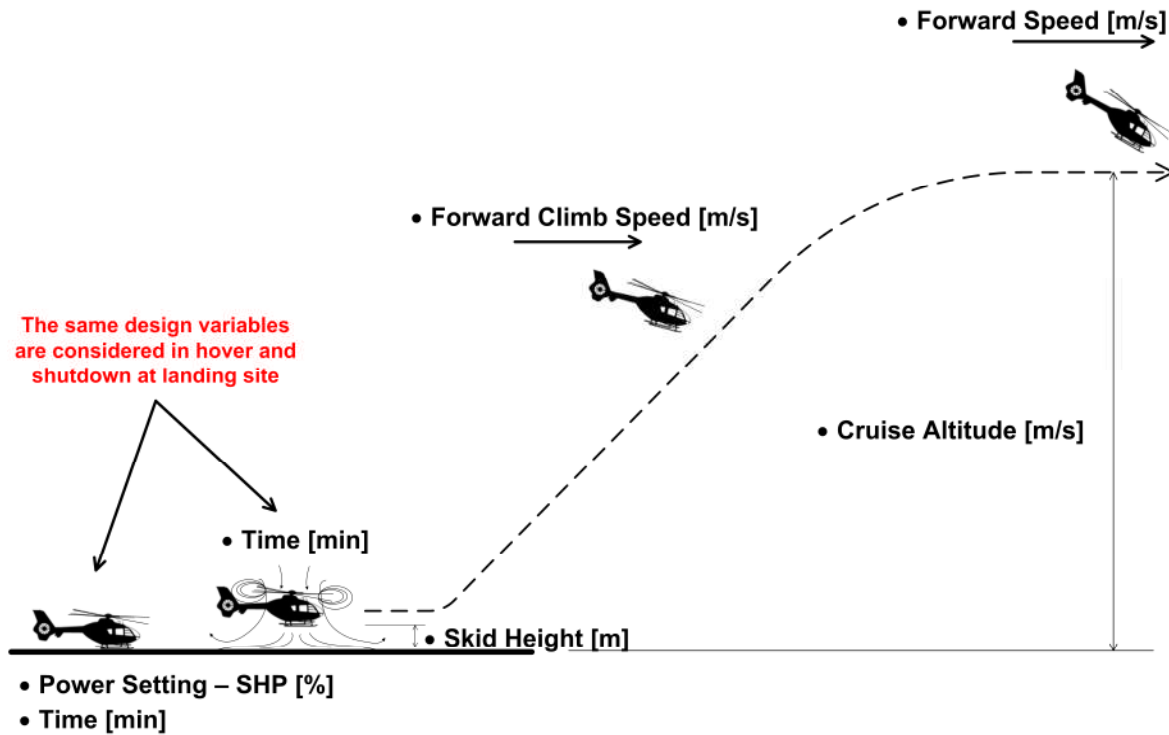 • Forward Speed [m/s]
• Forward Climb Speed [m/s]
The same design variables
are considered in hover and
shutdown at landing site
• Cruise Altitude [m/s]
• Time [min]
• Skid Height [m]
• Power Setting – SHP [%]
• Time [min]